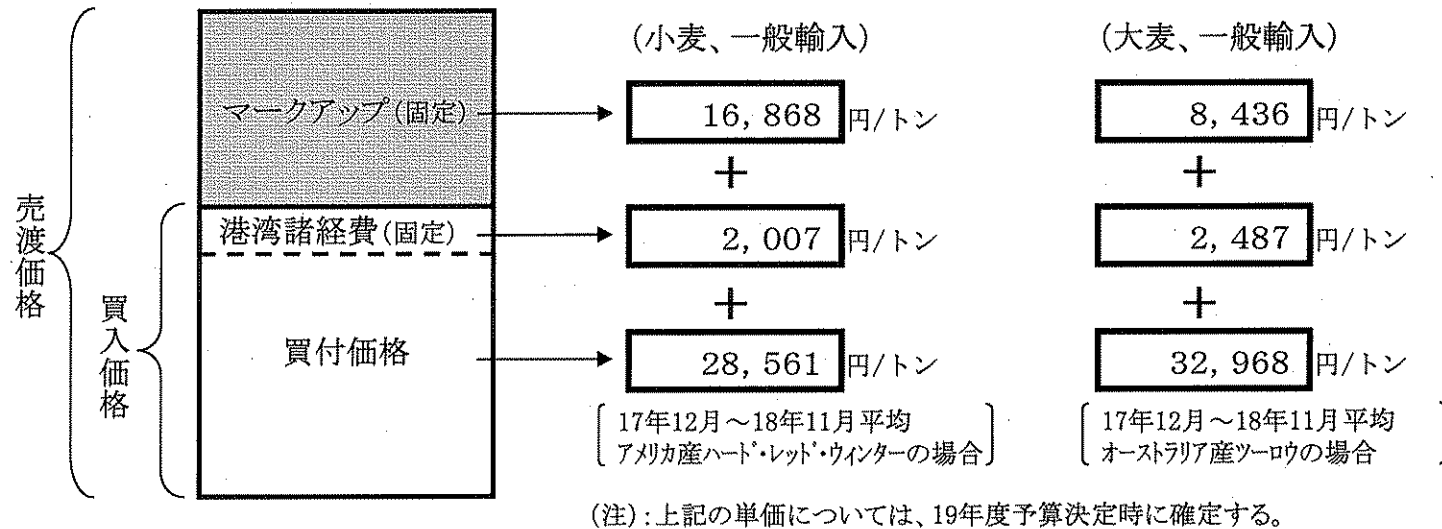 売渡価格
買入価格
マークアップ(固定)
港湾諸経費(固定)
買付価格
(小麦、一般輸入)
16,868 円/トン
+
2,007 円/トン
+
28,561 円/トン
17年12月～18年11月平均
アメリカ産ハード・レッド・ウィンターの場合
(大麦、一般輸入)
8,436 円/トン
+
2,487 円/トン
+
32,968 円/トン
17年12月～18年11月平均
オーストラリア産ツーロウの場合
(注):上記の単価については、19年度予算決定時に確定する。